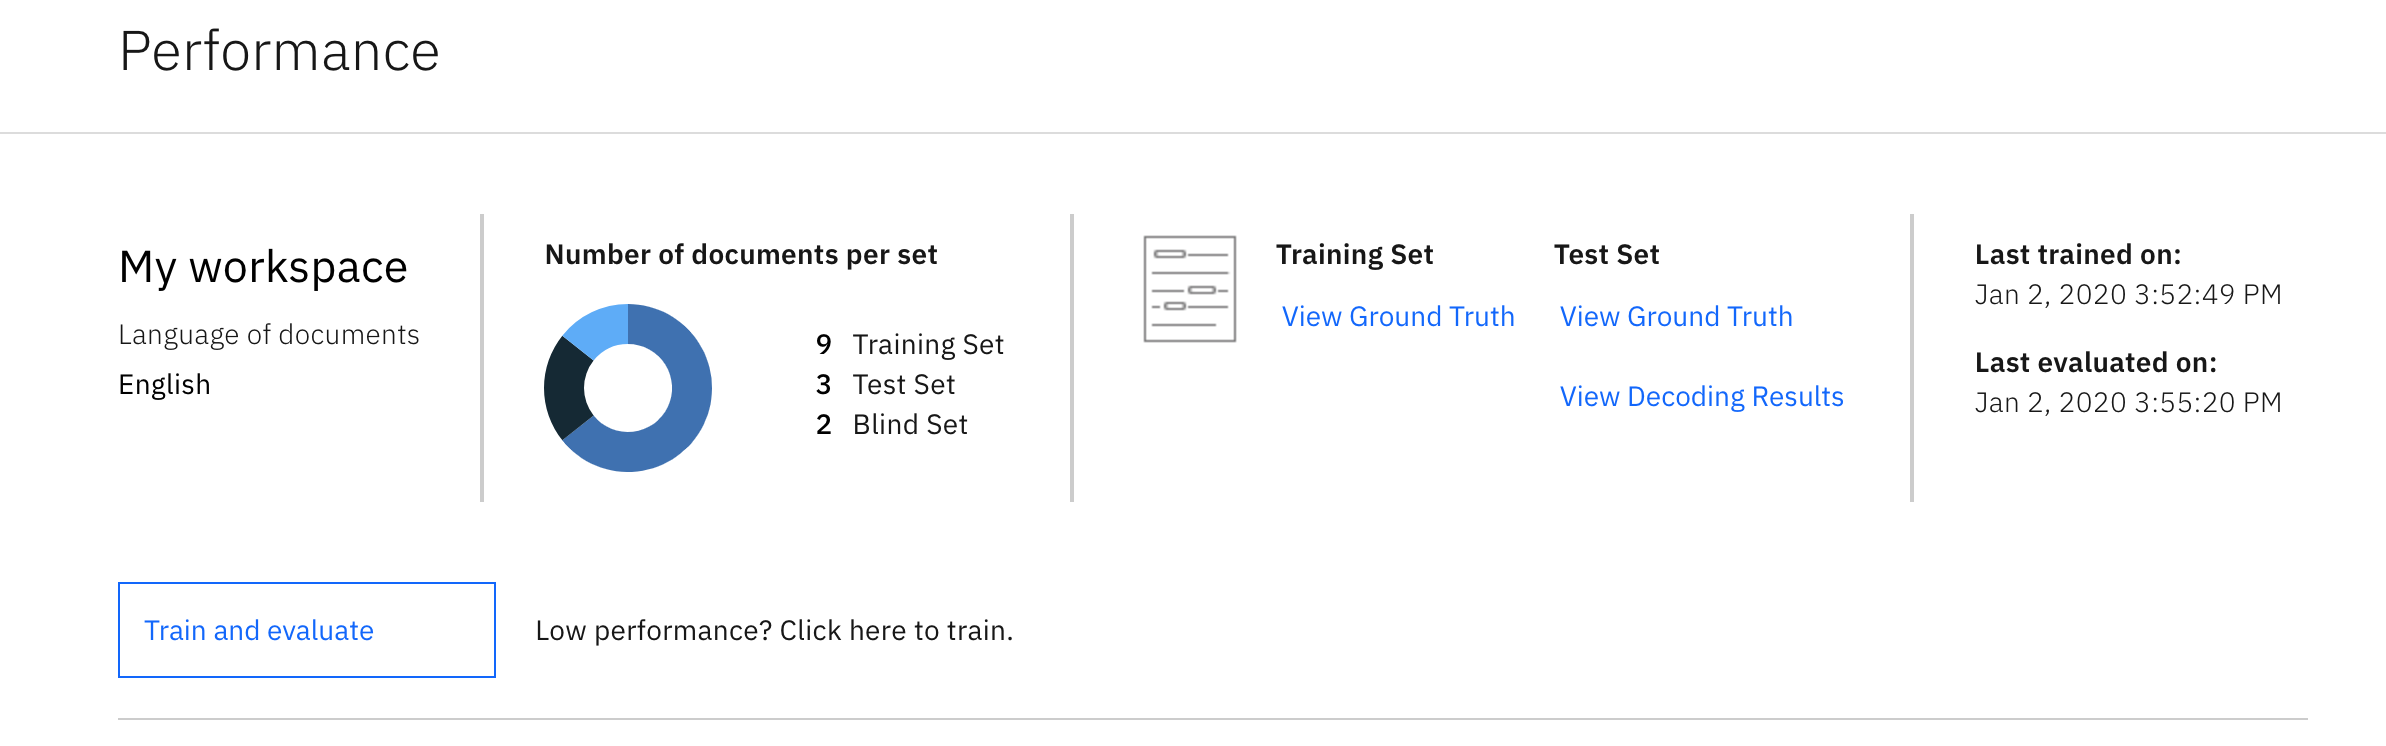 Performance
My workspace
Language of documents
English
Number of documents per set
9 Training Set
3 Test Set
2 Blind Set
Training Set
View Ground Truth
Test Set
View Ground Truth
View Decoding Results
Last trained on:
Jan 2, 2020 3:52:49 PM
Last evaluated on:
Jan 2, 2020 3:55:20 PM
Train and evaluate
Low performance? Click here to train.